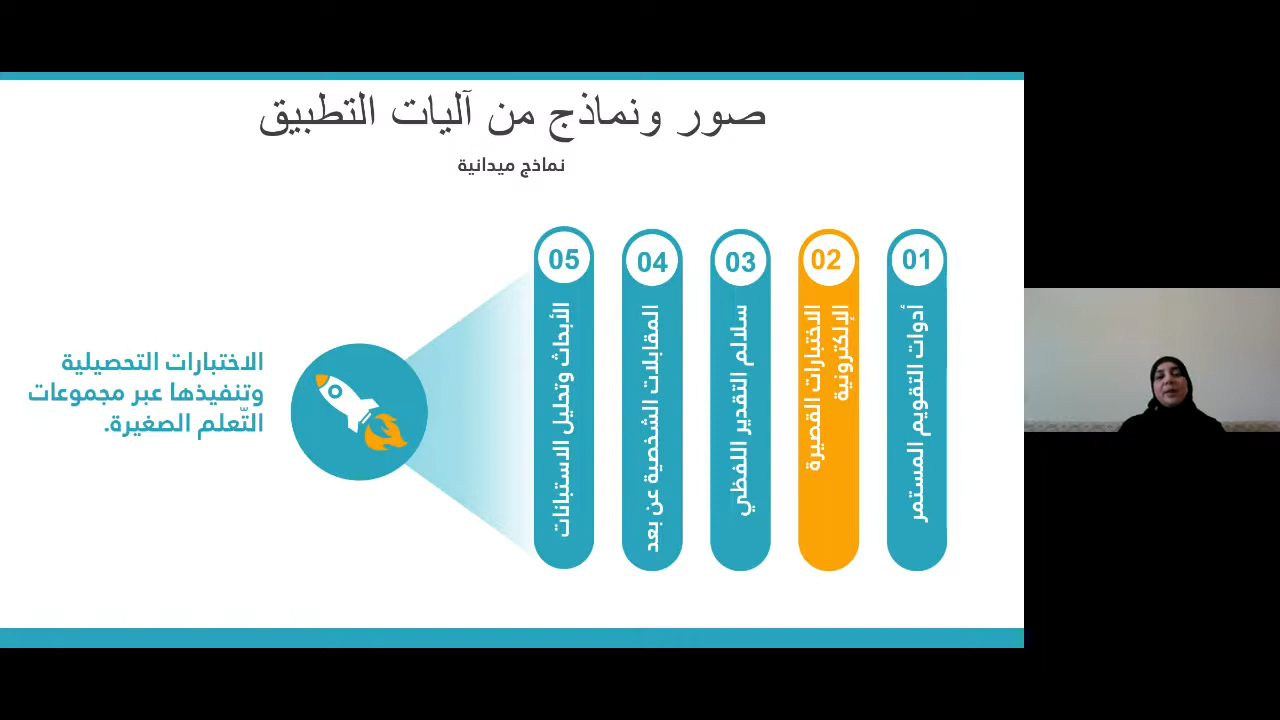 صور ونماذج من آليات التطبيق
نماذج ميدانية
01
أدوات التقويم المستمر
02
الاختبارات القصيرة
الإلكترونية
03
سلالم التقدير اللفظي
04
المقابلات الشخصية عن بعد
05
الأبحاث وتحليل الاستبانات
الاختبارات التحصيلية
وتنفيذها عبر مجموعات
التّعلم الصغيرة.